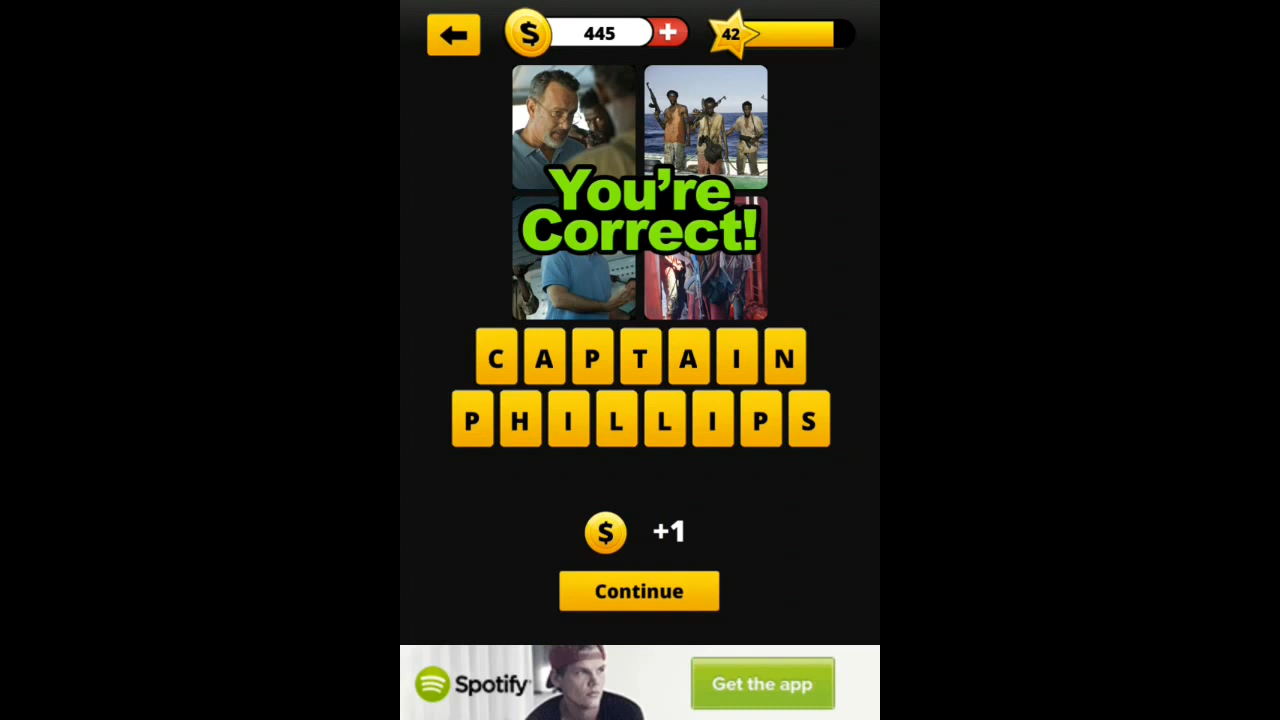 445
42
You're
Correct!
CAPTAIN
PHILLIPS
$ +1
Continue
Spotify
Get the app